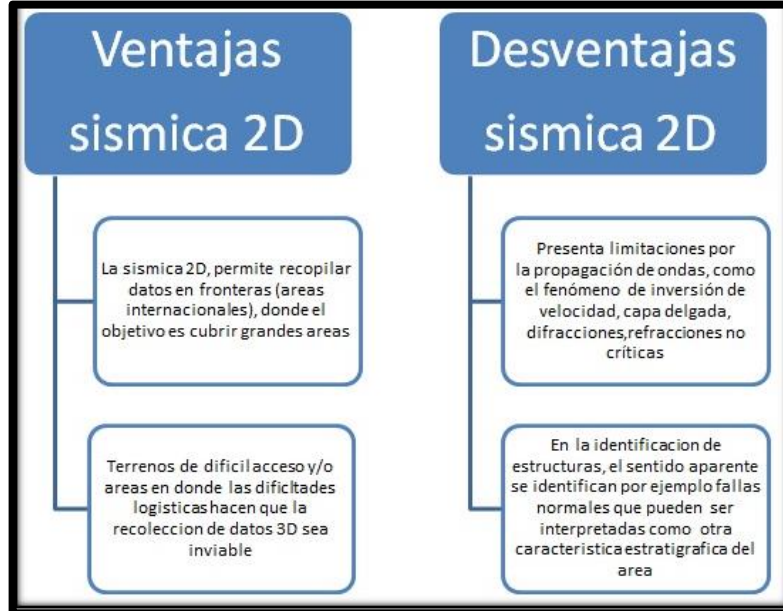 Ventajas
sismica 2D
La sismica 2D, permite recopilar
datos en fronteras (areas
internacionales), donde el
objetivo es cubrir grandes areas
Terrenos de dificil acceso y/o
areas en donde las dificltades
logisticas hacen que la
recoleccion de datos 3D sea
inviable
Desventajas
sismica 2D
Presenta limitaciones por
la propagación de ondas, como
el fenómeno de inversión de
velocidad, capa delgada,
difracciones,refracciones no
críticas
En la identificacion de
estructuras, el sentido aparente
se identifican por ejemplo fallas
normales que pueden ser
interpretadas como otra
caracteristica estratigrafica del
area